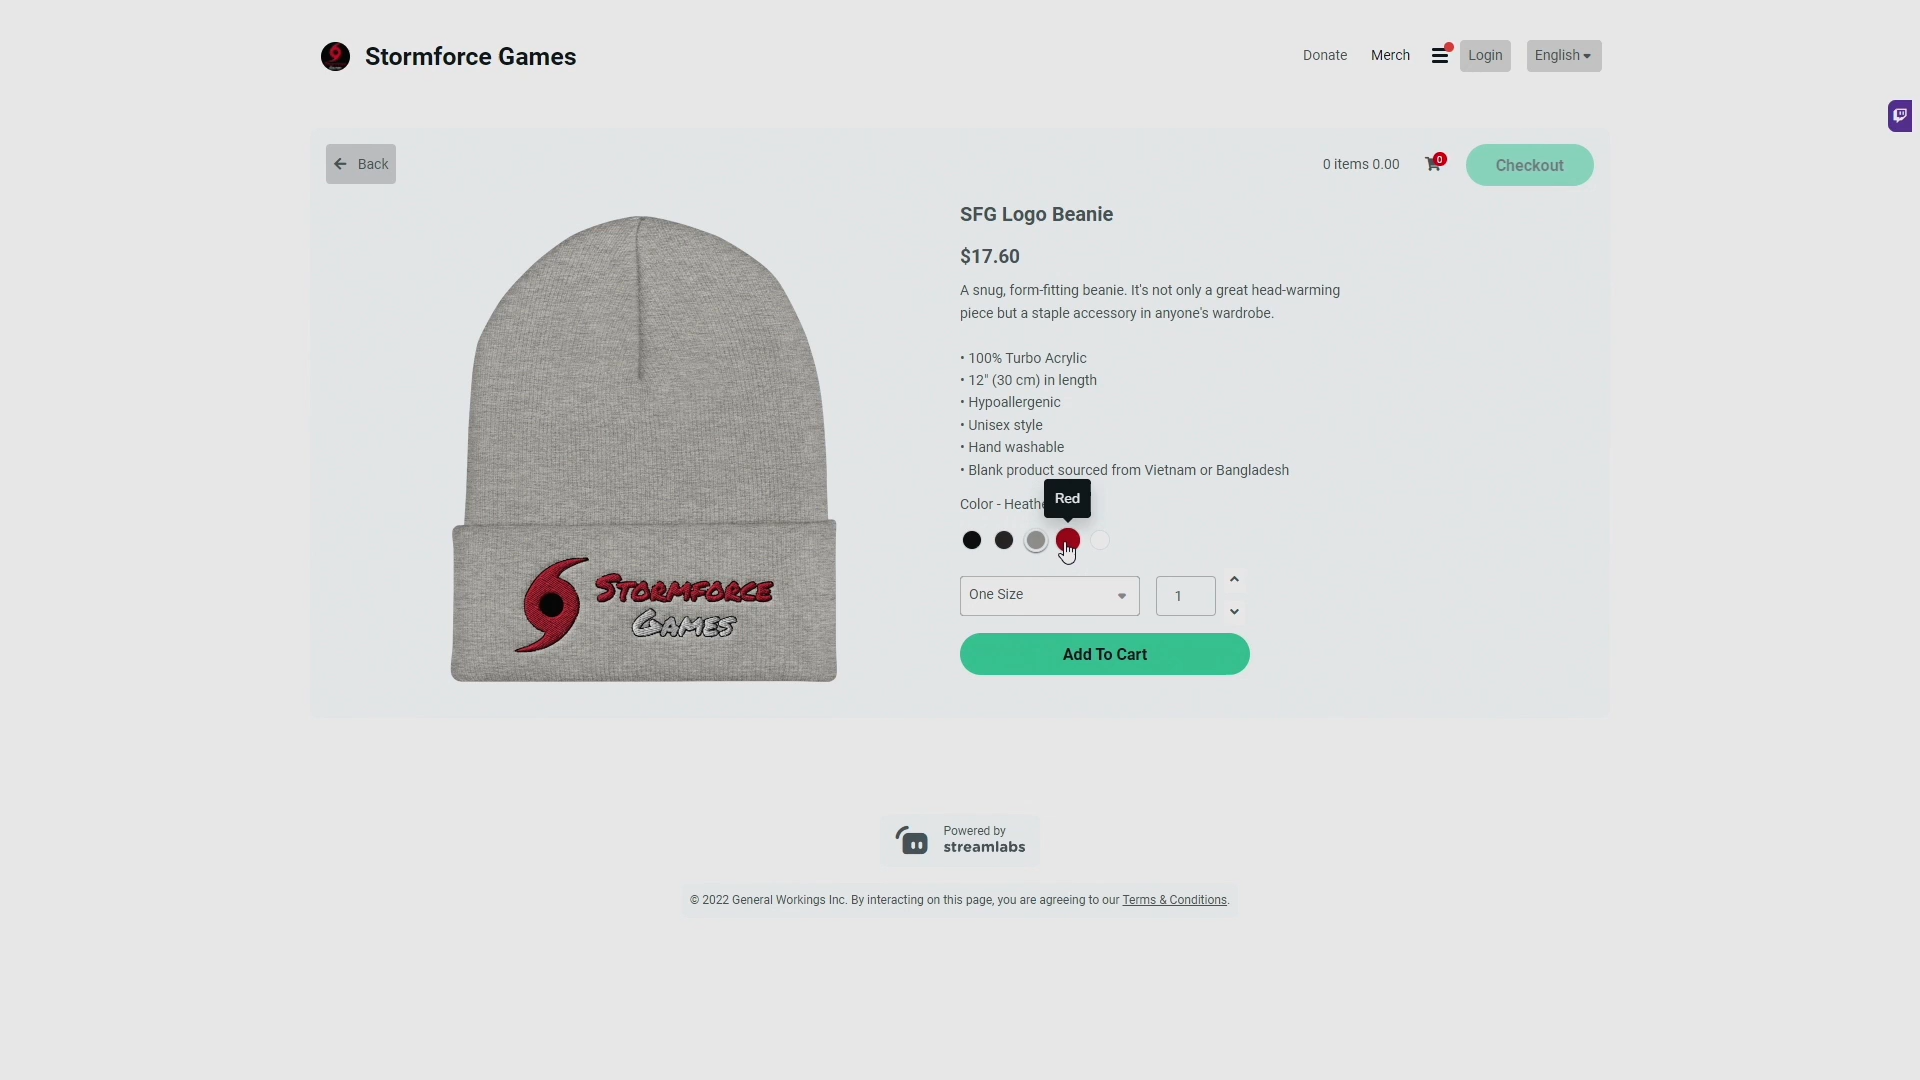 Stormforce Games
Donate
Merch
Login
English
Back
0 items 0.00
0
Checkout
SFG Logo Beanie
$17.60
A snug, form-fitting beanie. It's not only a great head-warming
piece but a staple accessory in anyone's wardrobe.
• 100% Turbo Acrylic
• 12" (30 cm) in length
• Hypoallergenic
• Unisex style
• Hand washable
• Blank product sourced from Vietnam or Bangladesh
Color - Heathe
Red
One Size
1
Add To Cart
STORMFORCE
GAMES
Powered by
streamlabs
© 2022 General Workings Inc. By interacting on this page, you are agreeing to our Terms & Conditions.